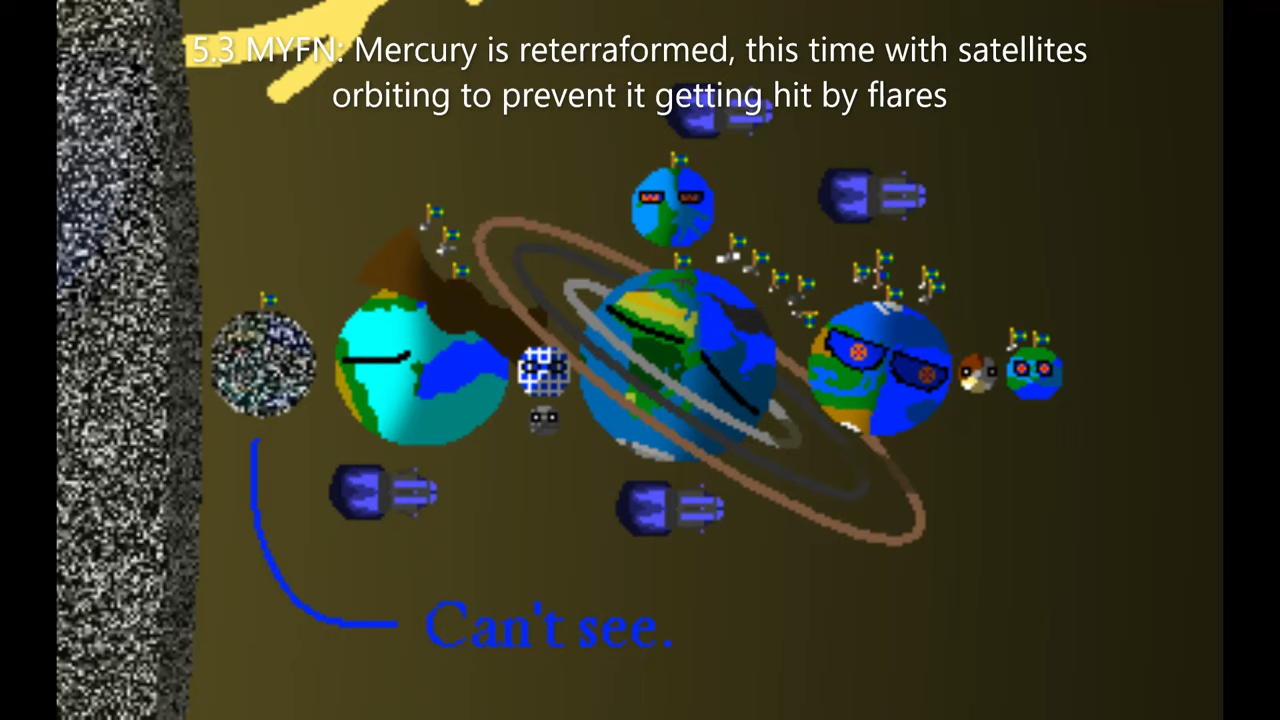 5.3 MYFN: Mercury is reterraformed, this time with satellites
orbiting to prevent it getting hit by flares
Can't see.